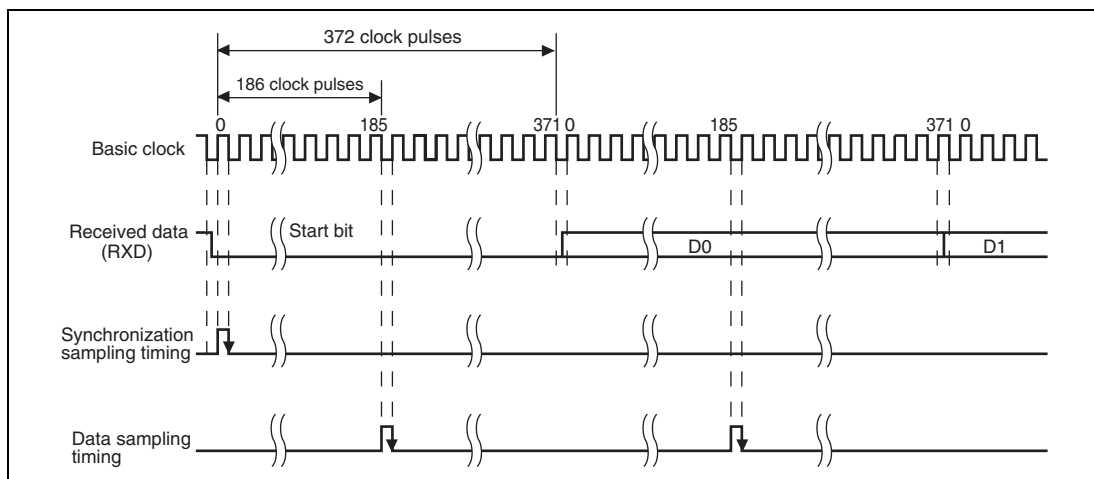 372 clock pulses
186 clock pulses
0 185 371 0 185 371 0
Basic clock
Received data
(RXD)
Start bit
D0
D1
Synchronization
sampling timing
Data sampling
timing